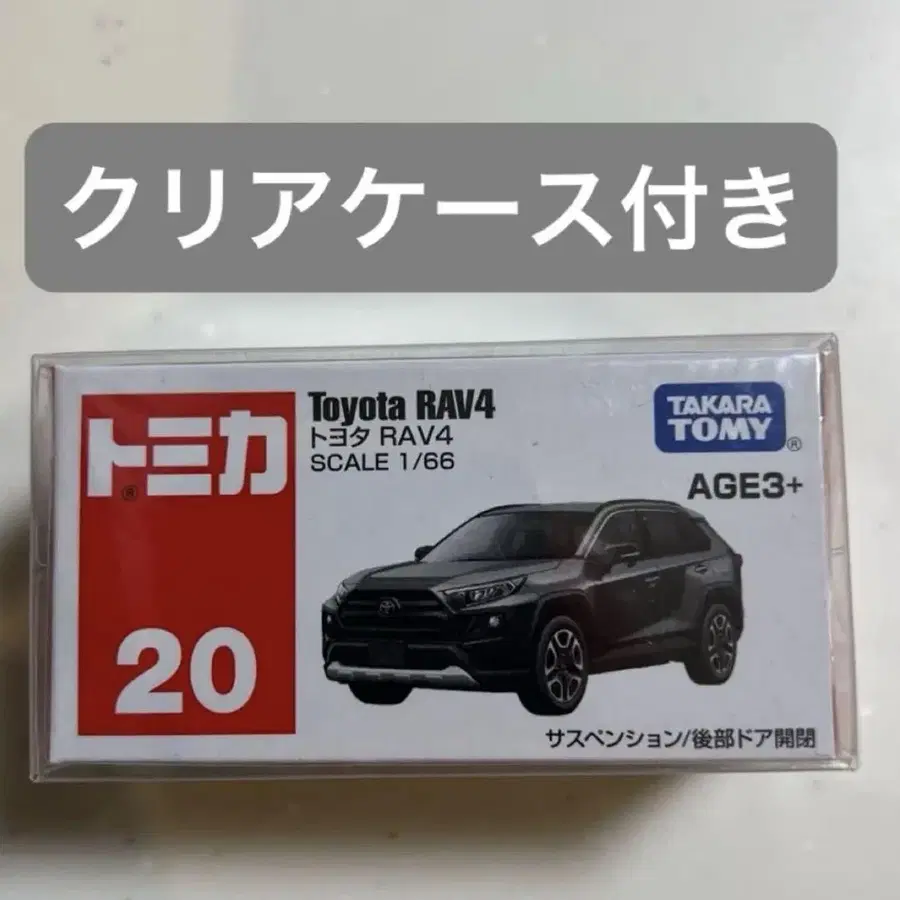 クリアケース付き
トミカ®
20
Toyota RAV4
トヨタ RAV4
SCALE 1/66
TAKARA
TOMY®
AGE3+
サスペンション/後部ドア開閉